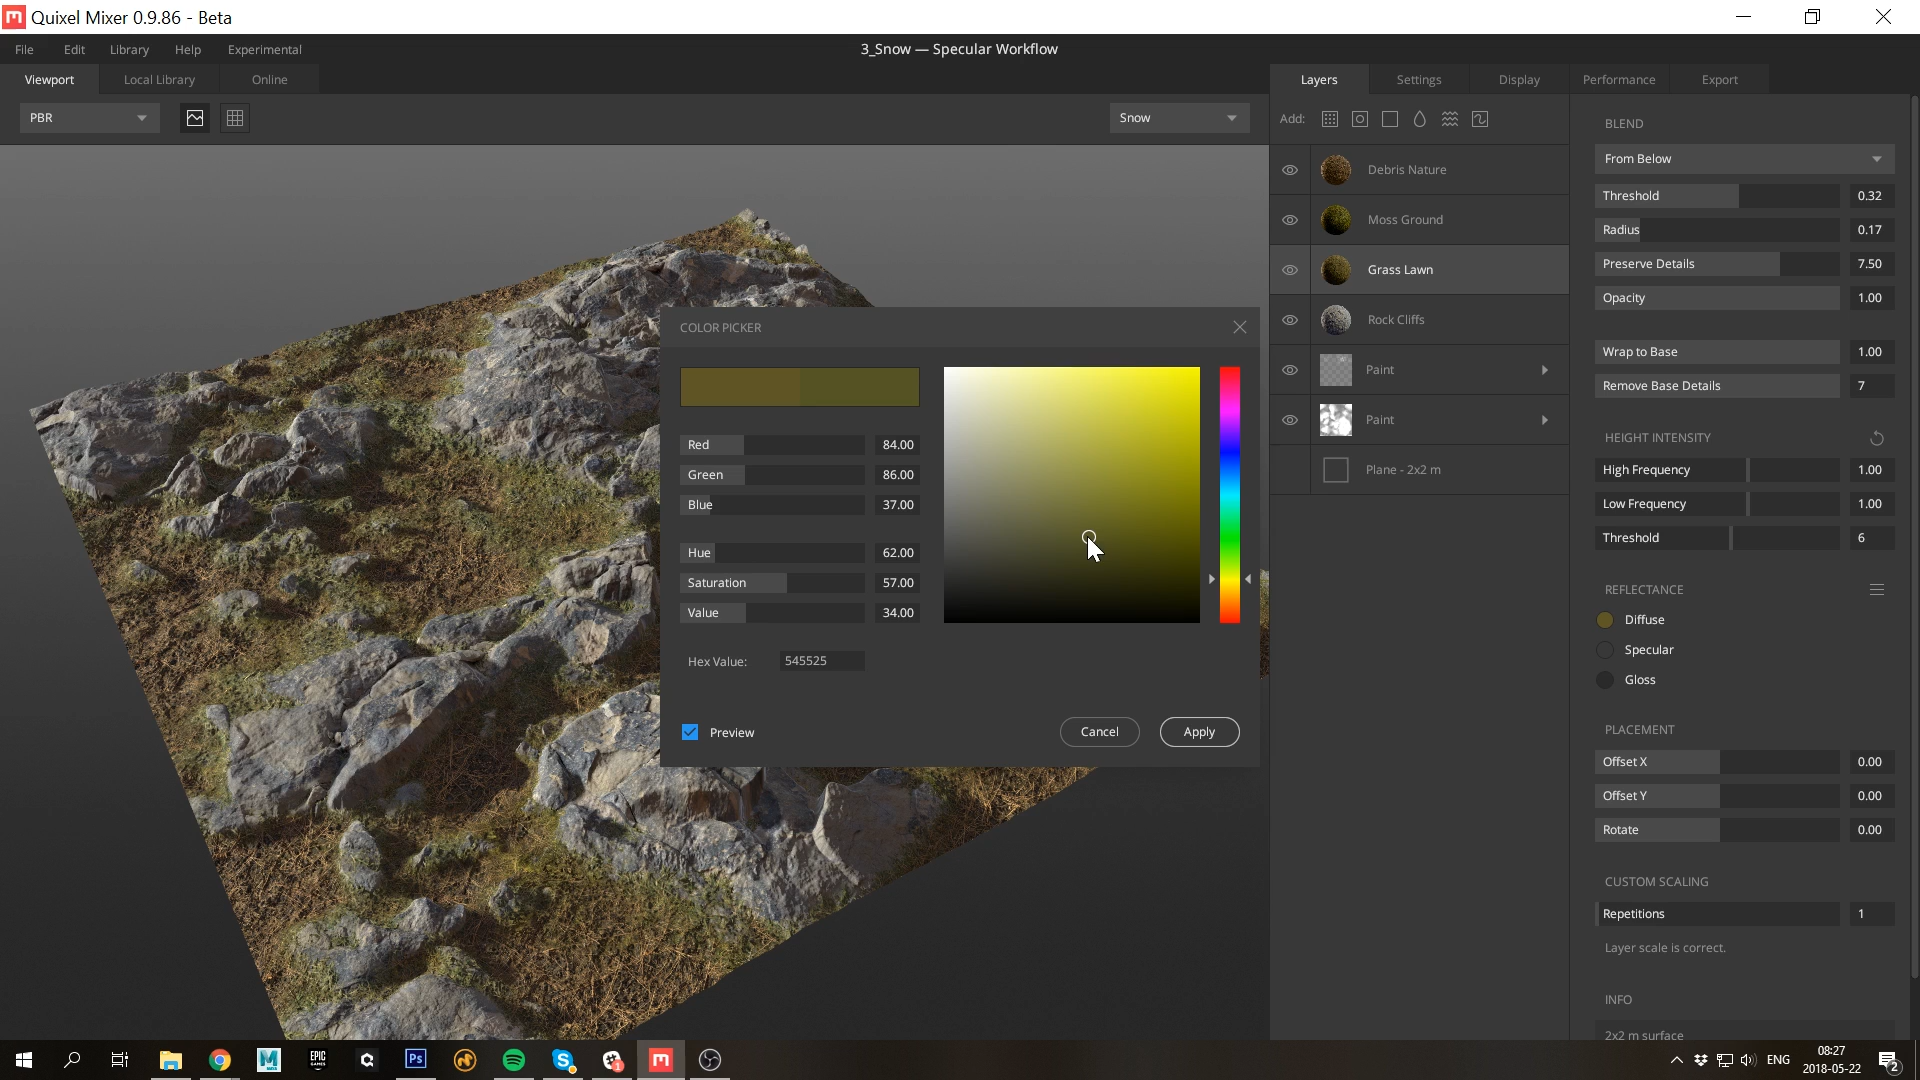 Quixel Mixer 0.9.86 - Beta
File Edit Library Help Experimental
3_Snow — Specular Workflow
Viewport Local Library Online
Layers Settings Display Performance Export
PBR
Snow
Add:
Debris Nature
Moss Ground
Grass Lawn
Rock Cliffs
Paint
Paint
Plane - 2x2 m
BLEND
From Below
Threshold 0.32
Radius 0.17
Preserve Details 7.50
Opacity 1.00
Wrap to Base 1.00
Remove Base Details 7
HEIGHT INTENSITY
High Frequency 1.00
Low Frequency 1.00
Threshold 6
REFLECTANCE
Diffuse
Specular
Gloss
PLACEMENT
Offset X 0.00
Offset Y 0.00
Rotate 0.00
CUSTOM SCALING
Repetitions 1
Layer scale is correct.
INFO
2x2 m surface
COLOR PICKER
Red 84.00
Green 86.00
Blue 37.00
Hue 62.00
Saturation 57.00
Value 34.00
Hex Value: 545525
Preview
Cancel
Apply
M
EPIC
GAMES
Ps
S
1
ENG
08:27
2018-05-22
2